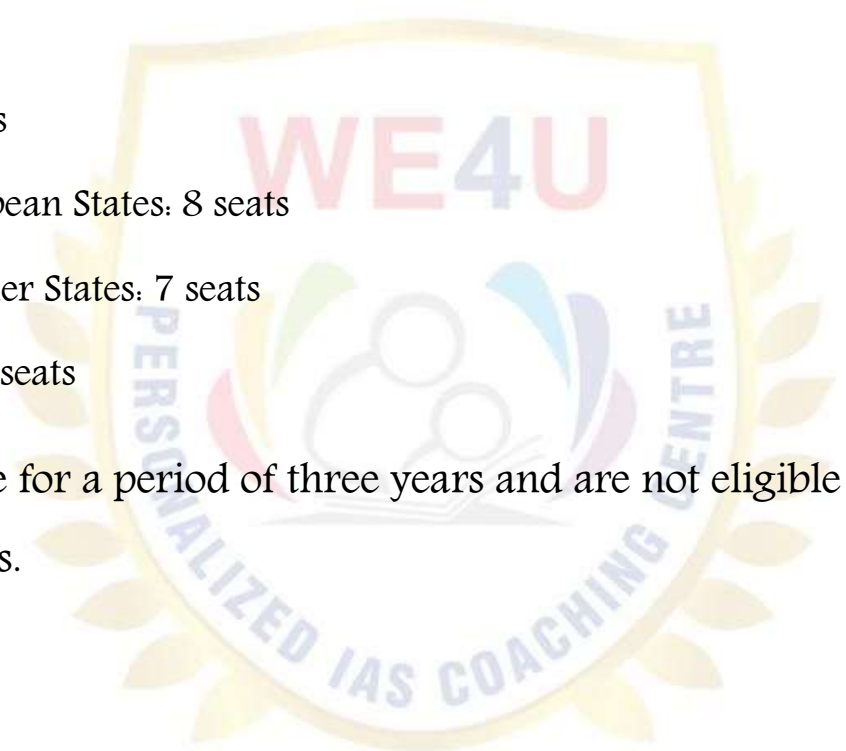 s
WE4U
pean States: 8 seats
er States: 7 seats
seats
e for a period of three years and are not eligible
s.
PERSONALIZED IAS COACHING CENTRE